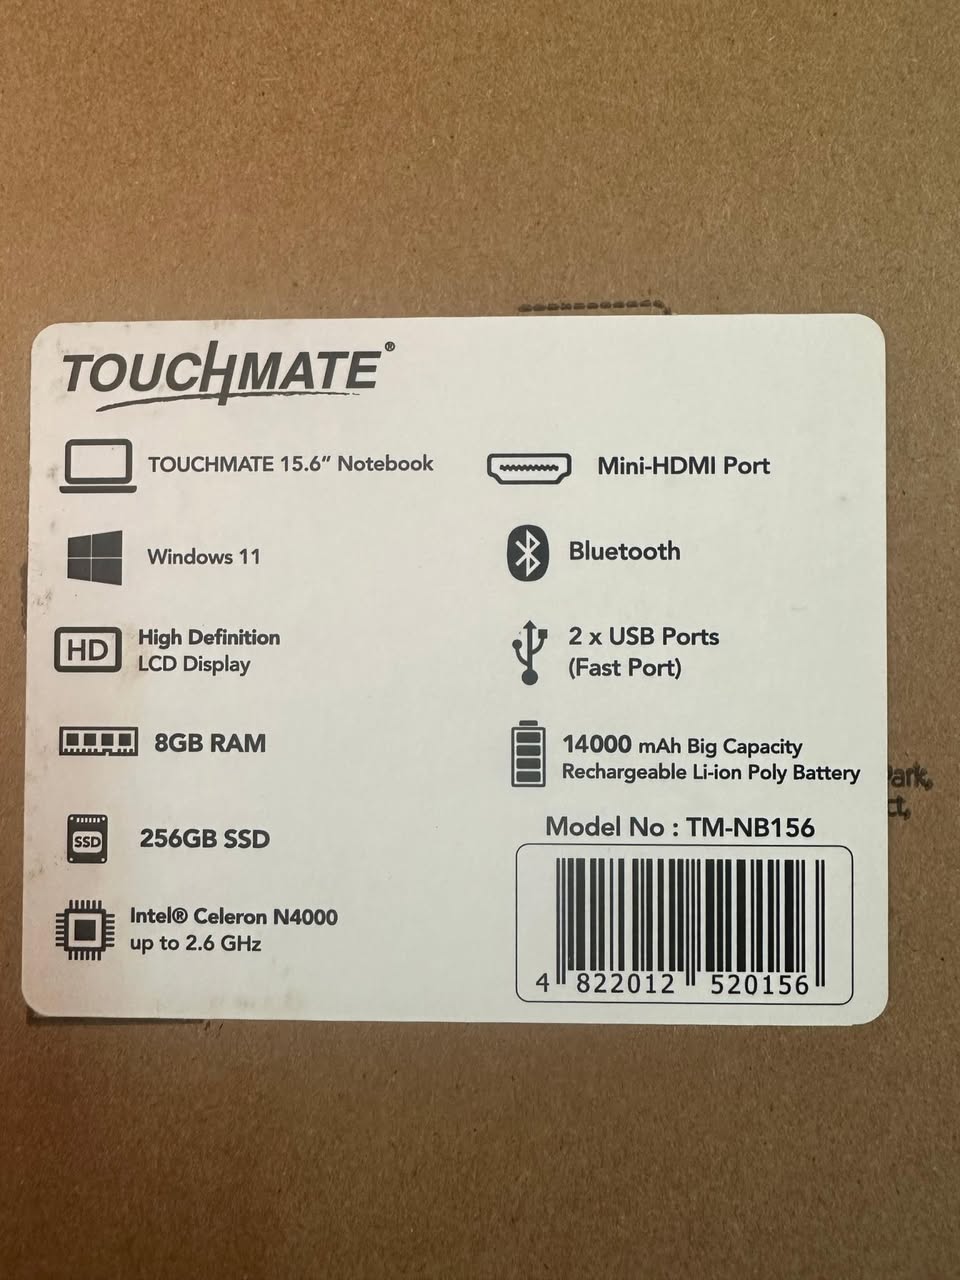 TOUCHMATE®
TOUCHMATE 15.6” Notebook
Windows 11
HD
High Definition
LCD Display
8GB RAM
SSD
256GB SSD
Intel® Celeron N4000
up to 2.6 GHz
Mini-HDMI Port
Bluetooth
2 x USB Ports
(Fast Port)
14000 mAh Big Capacity
Rechargeable Li-ion Poly Battery
Model No : TM-NB156
4 822012 520156